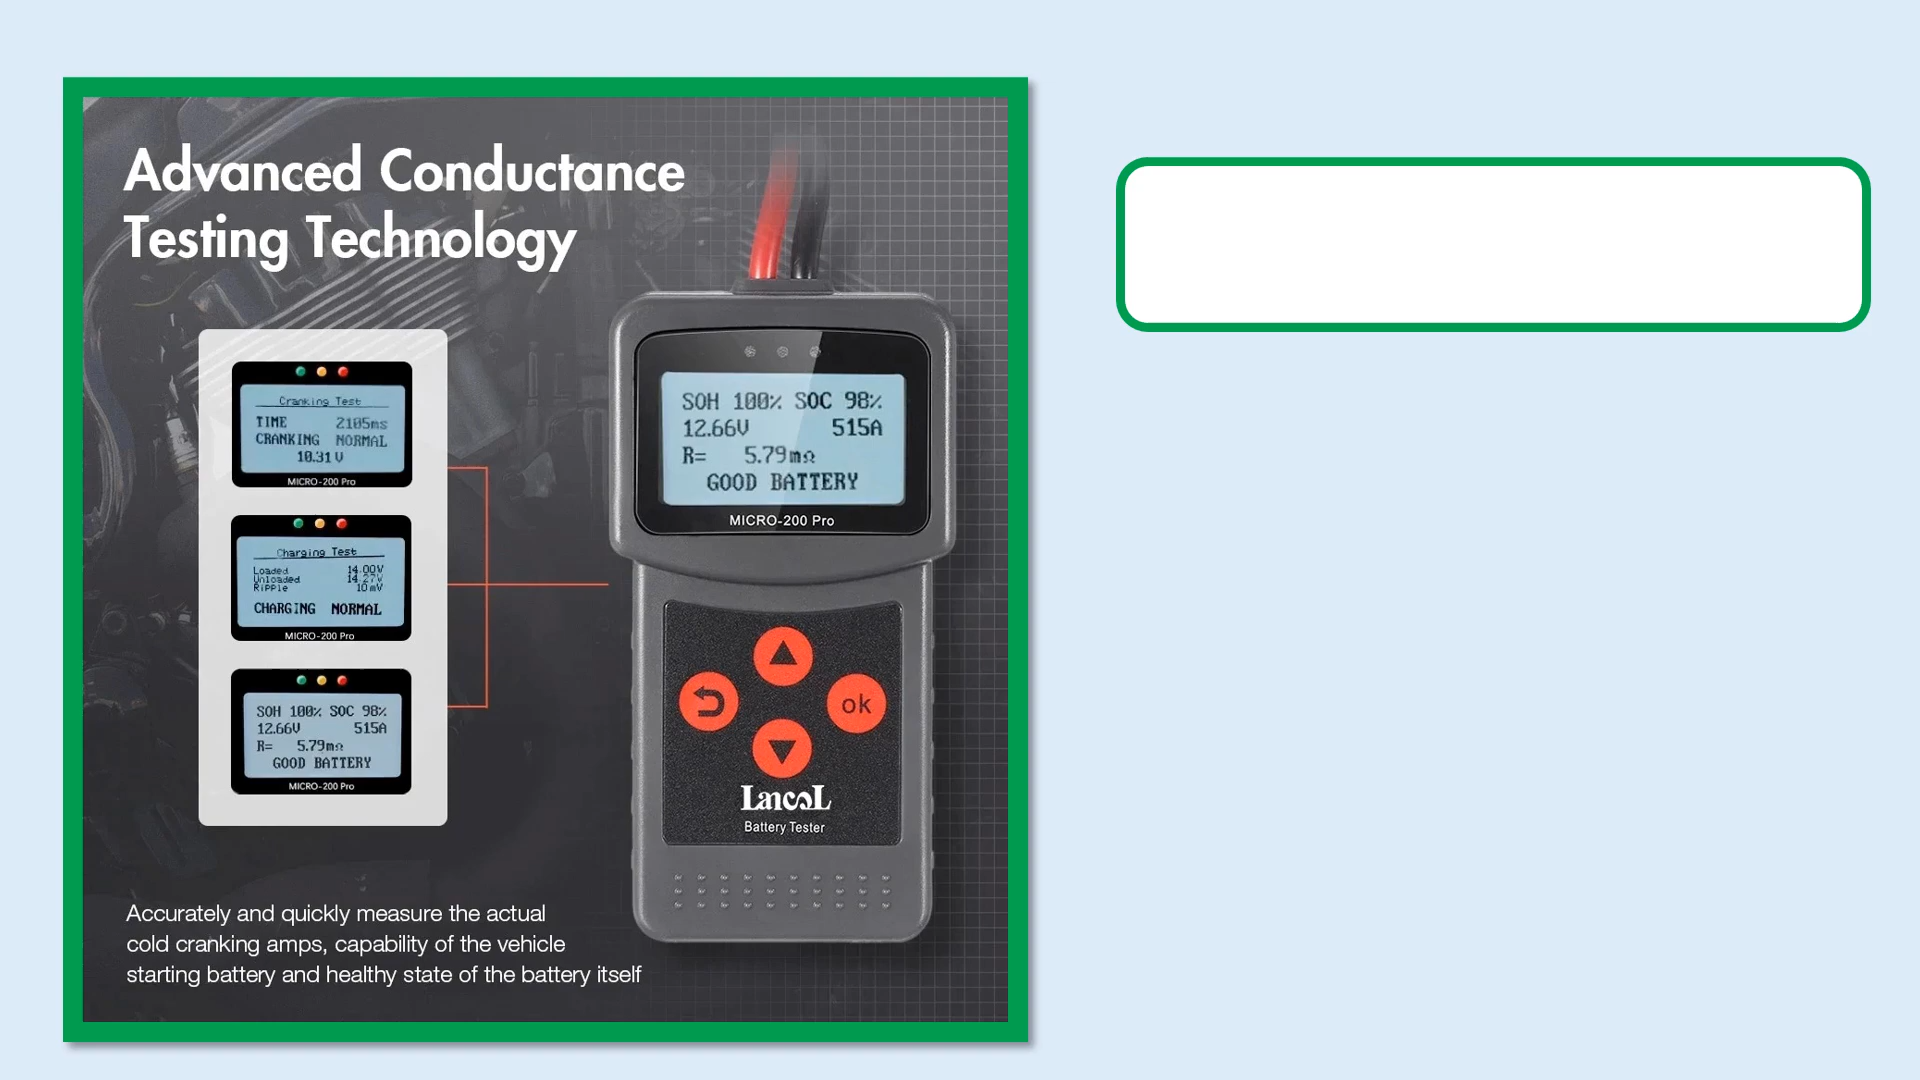 Advanced Conductance
Testing Technology
Cranking Test
TIME 2105ms
CRANKING NORMAL
10.31 V
MICRO-200 Pro
Charging Test
Loaded 14.00V
Unloaded 14.27V
Ripple 10mV
CHARGING NORMAL
MICRO-200 Pro
SOH 100% SOC 98%
12.66V 515A
R= 5.79mΩ
GOOD BATTERY
MICRO-200 Pro
SOH 100% SOC 98%
12.66V 515A
R= 5.79mΩ
GOOD BATTERY
MICRO-200 Pro
ok
LancoL
Battery Tester
Accurately and quickly measure the actual
cold cranking amps, capability of the vehicle
starting battery and healthy state of the battery itself